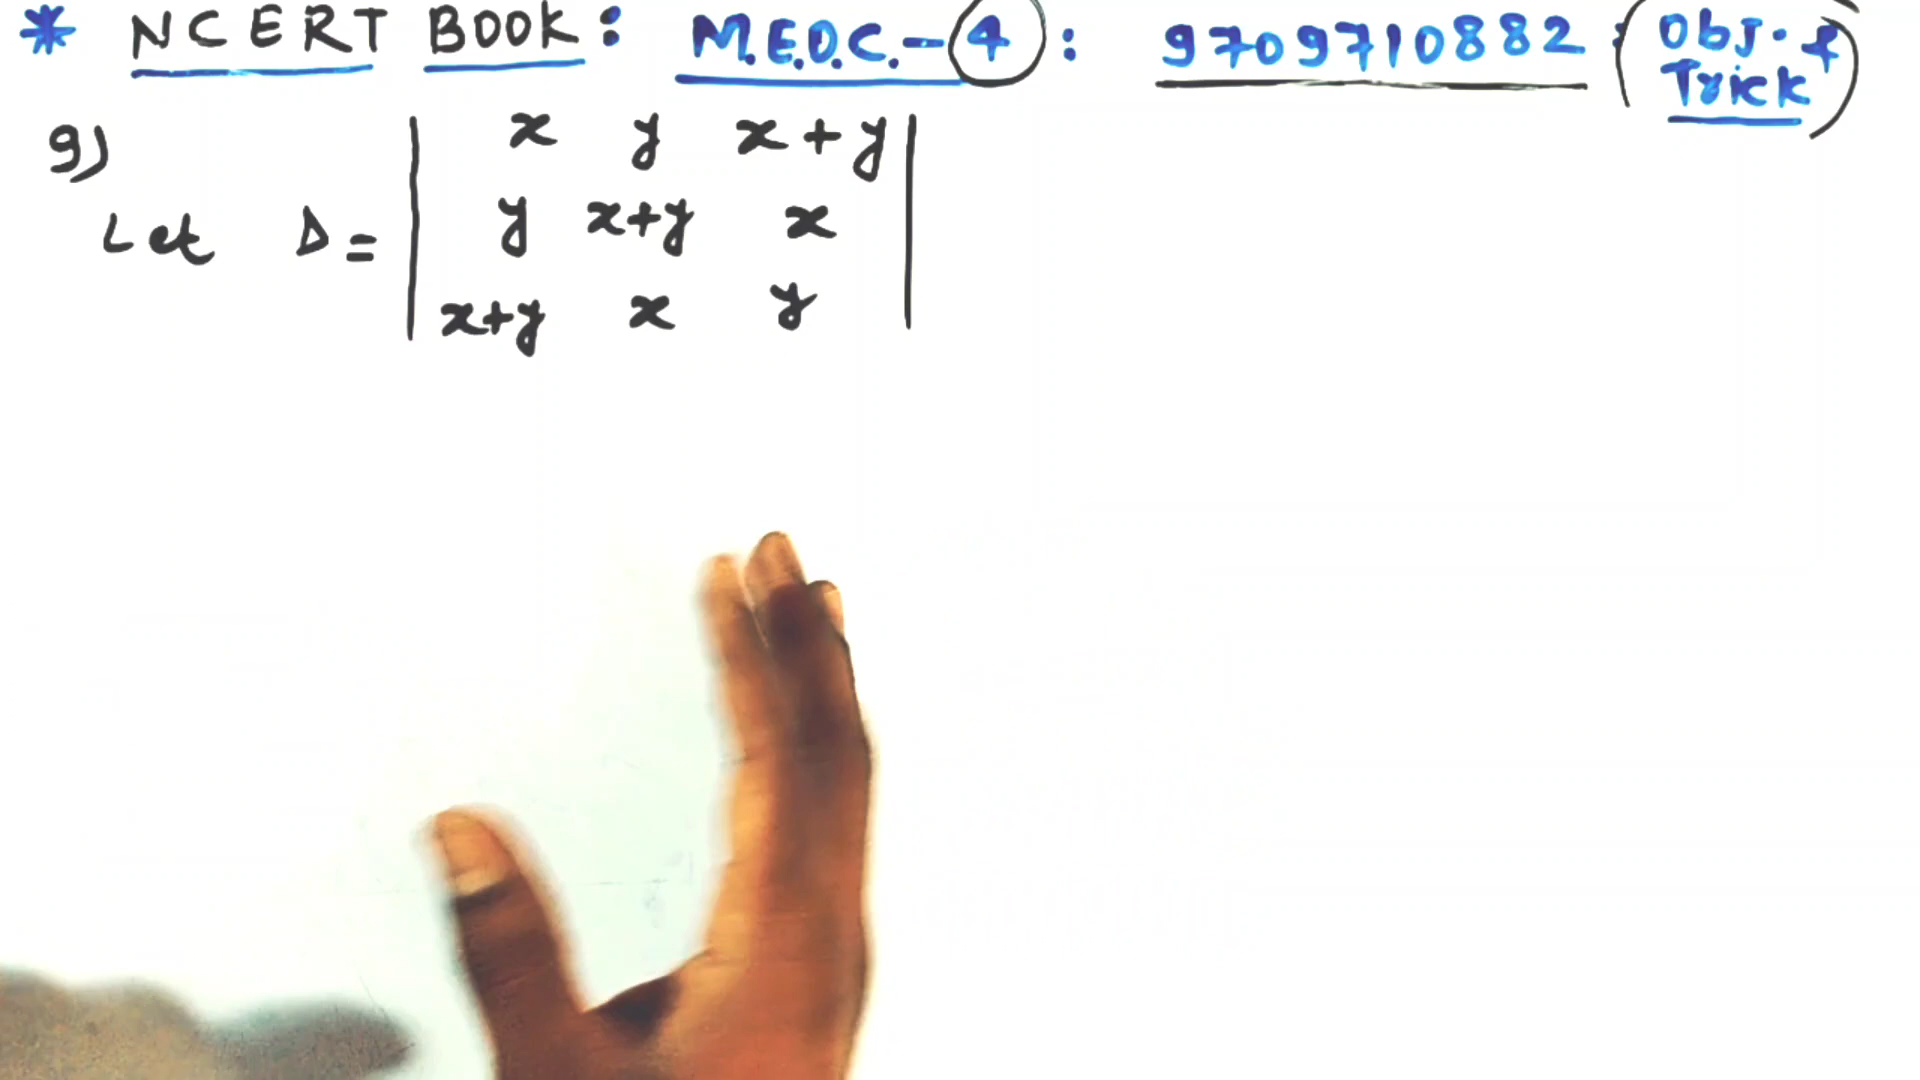 * NCERT BOOK: M.E.O.C.-4: 9709710882: (Obj. &
Trick)
9)
Let Δ = | x y x+y |
| y x+y x |
| x+y x y |